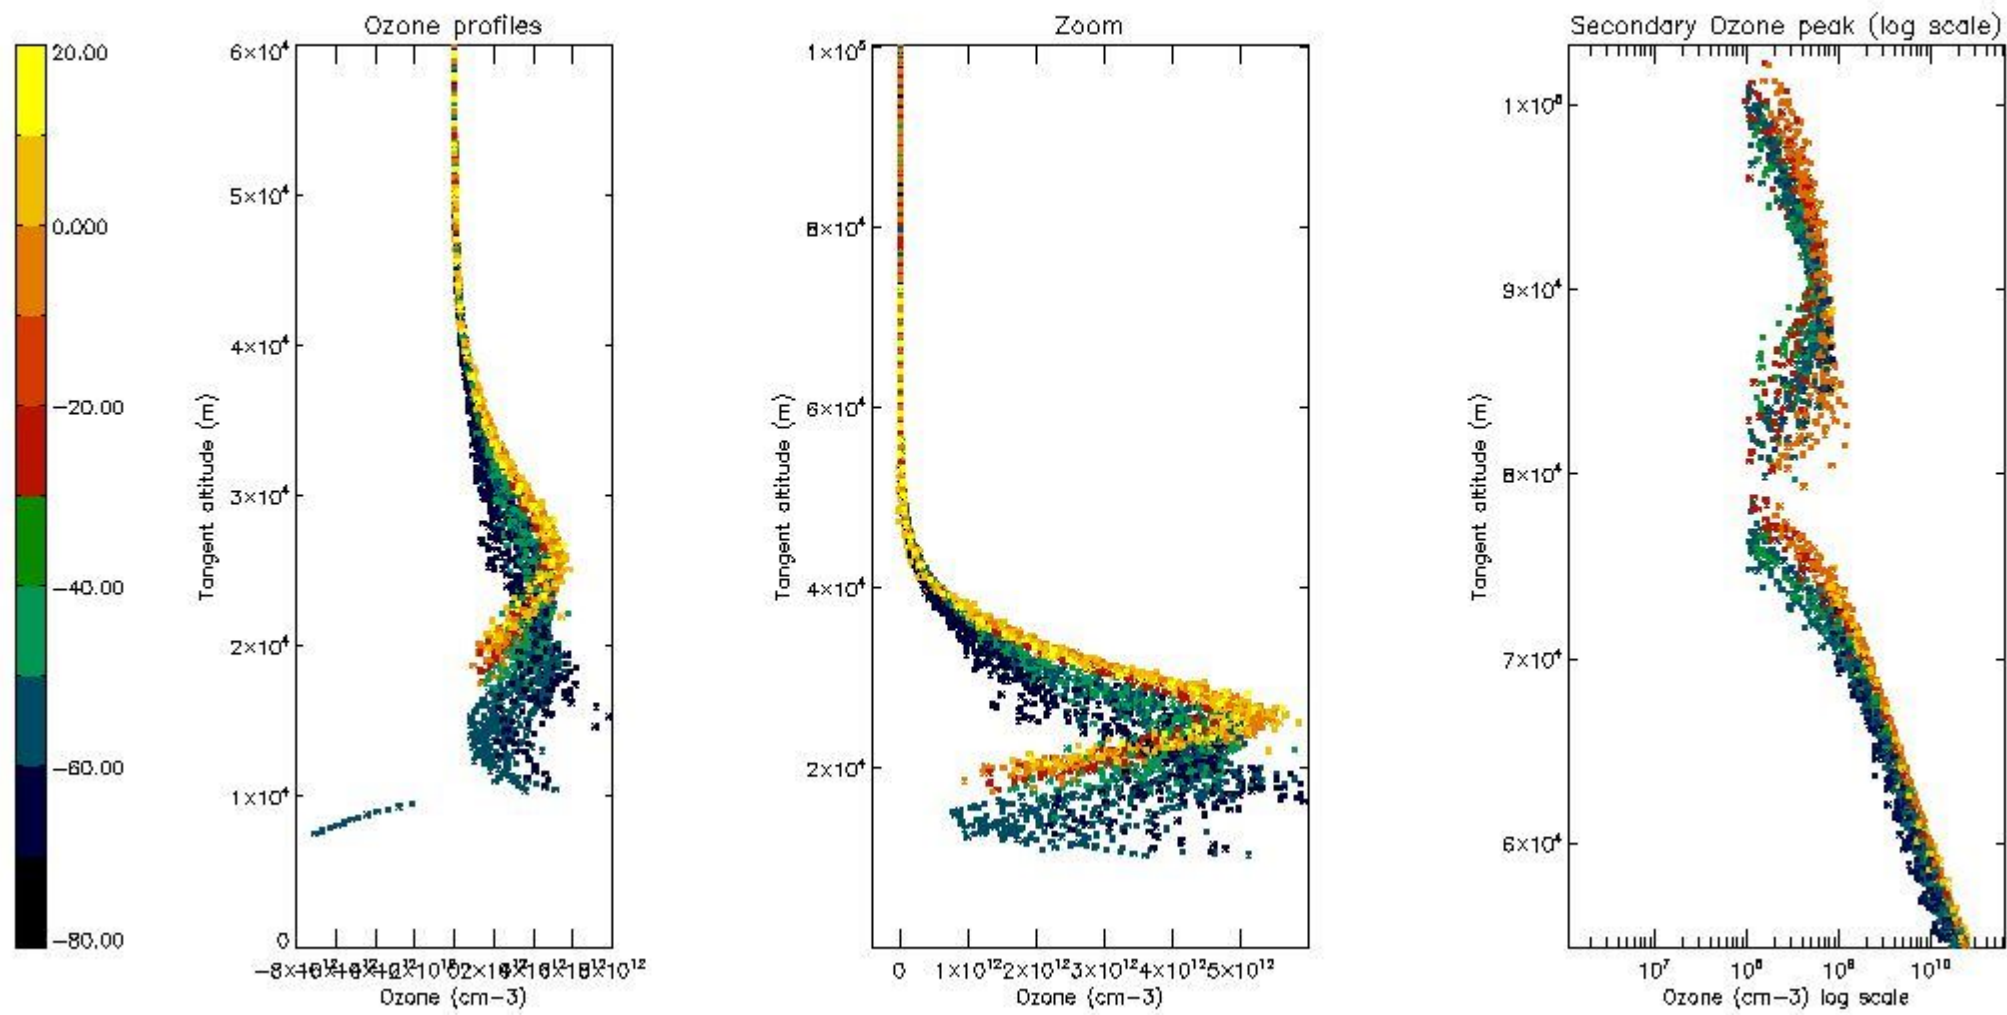 Ozone profiles
Zoom
Secondary Ozone peak (log scale)
20.00
0.000
−20.00
−40.00
−60.00
−80.00
6×10⁴
5×10⁴
4×10⁴
3×10⁴
2×10⁴
1×10⁴
0
Tangent altitude (m)
Ozone (cm−3)
1×10⁵
8×10⁴
6×10⁴
4×10⁴
2×10⁴
Tangent altitude (m)
0 1×10¹² 2×10¹² 3×10¹² 4×10¹² 5×10¹²
Ozone (cm−3)
9×10⁴
8×10⁴
7×10⁴
6×10⁴
Tangent altitude (m)
10⁷ 10⁸ 10⁹ 10¹⁰
Ozone (cm−3) log scale